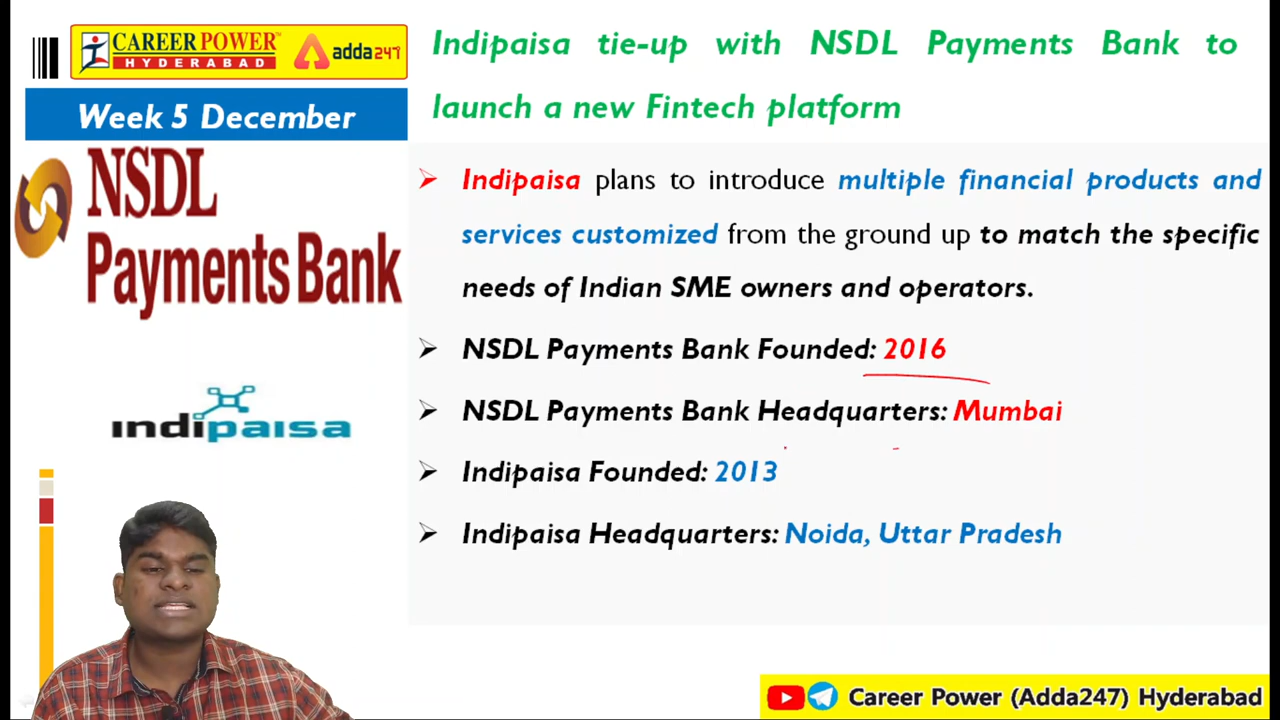 CAREER POWER
HYDERABAD
adda247
Week 5 December
NSDL
Payments Bank
indipaisa
Indipaisa tie-up with NSDL Payments Bank to
launch a new Fintech platform
➢ Indipaisa plans to introduce multiple financial products and
services customized from the ground up to match the specific
needs of Indian SME owners and operators.
➢ NSDL Payments Bank Founded: 2016
➢ NSDL Payments Bank Headquarters: Mumbai
➢ Indipaisa Founded: 2013
➢ Indipaisa Headquarters: Noida, Uttar Pradesh
Career Power (Adda247) Hyderabad